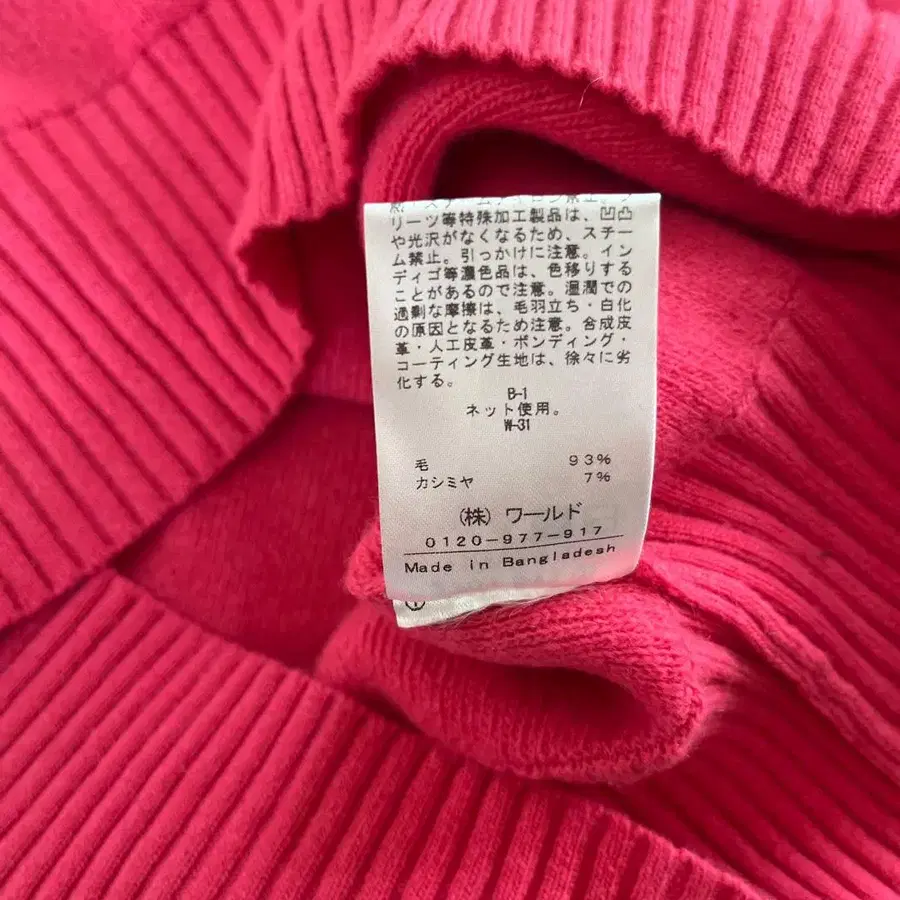 リーツ等特殊加工製品は、凹凸
や光沢がなくなるため、スチー
ム禁止。引っかけに注意。イン
ディゴ等濃色品は、色移りする
ことがあるので注意。湿潤での
過剰な摩擦は、毛羽立ち・白化
の原因となるため注意。合成皮
革・人工皮革・ボンディング・
コーティング生地は、徐々に劣
化する。
B-1
ネット使用。
W-31
毛 93%
カシミヤ 7%
(株) ワールド
0120-977-917
Made in Bangladesh